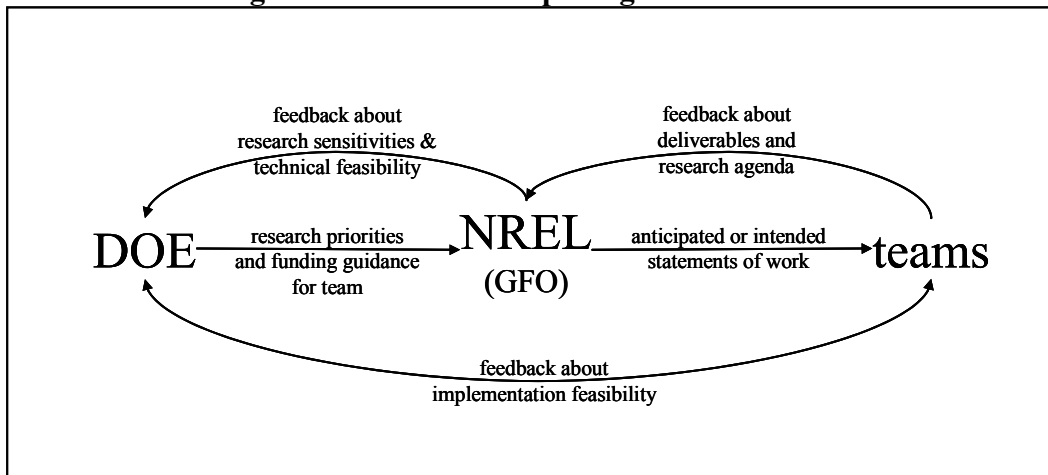 feedback about
research sensitivities &
technical feasibility
feedback about
deliverables and
research agenda
DOE
research priorities
and funding guidance
for team
NREL
(GFO)
anticipated or intended
statements of work
teams
feedback about
implementation feasibility